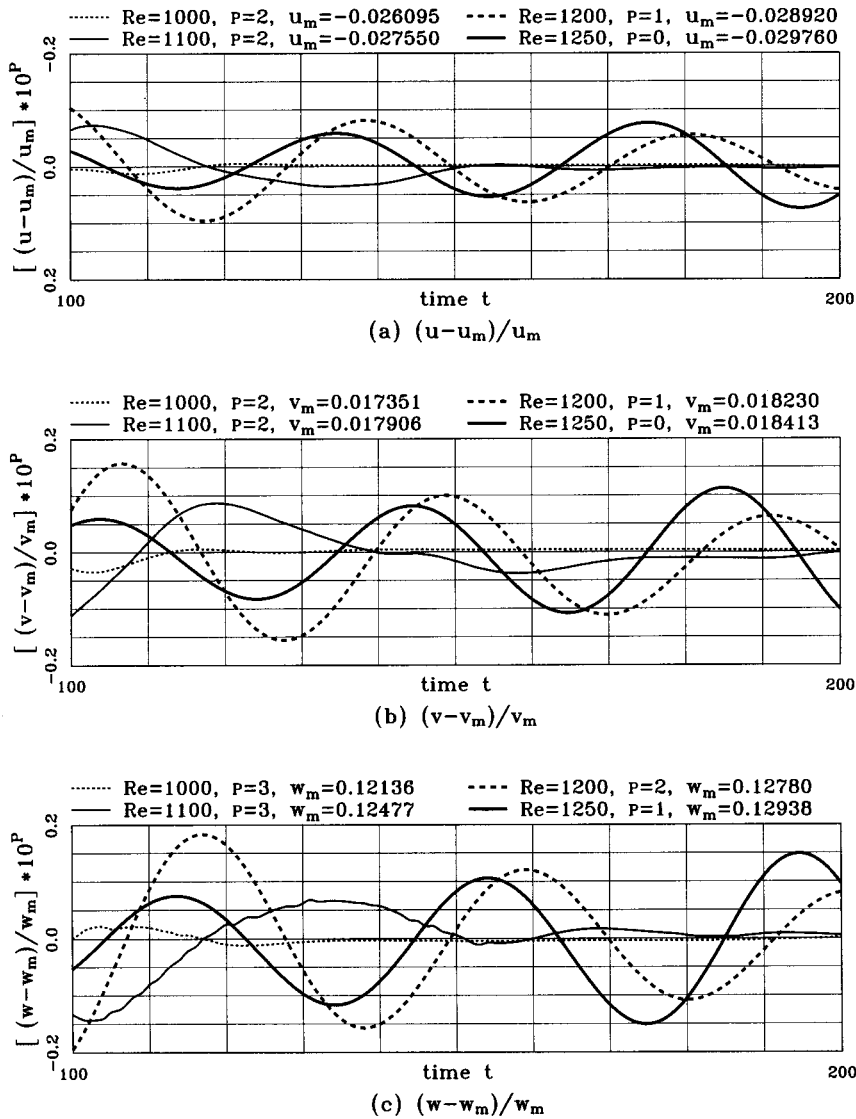 Re=1000, P=2, u_m=−0.026095 Re=1200, P=1, u_m=−0.028920
Re=1100, P=2, u_m=−0.027550 Re=1250, P=0, u_m=−0.029760
[ (u−u_m)/u_m] *10^P
-0.2
0.0
0.2
100 time t 200
(a) (u−u_m)/u_m
Re=1000, P=2, v_m=0.017351 Re=1200, P=1, v_m=0.018230
Re=1100, P=2, v_m=0.017906 Re=1250, P=0, v_m=0.018413
[ (v−v_m)/v_m] *10^P
0.2
0.0
-0.2
100 time t 200
(b) (v−v_m)/v_m
Re=1000, P=3, w_m=0.12136 Re=1200, P=2, w_m=0.12780
Re=1100, P=3, w_m=0.12477 Re=1250, P=1, w_m=0.12938
[ (w−w_m)/w_m] *10^P
0.2
0.0
-0.2
100 time t 200
(c) (w−w_m)/w_m